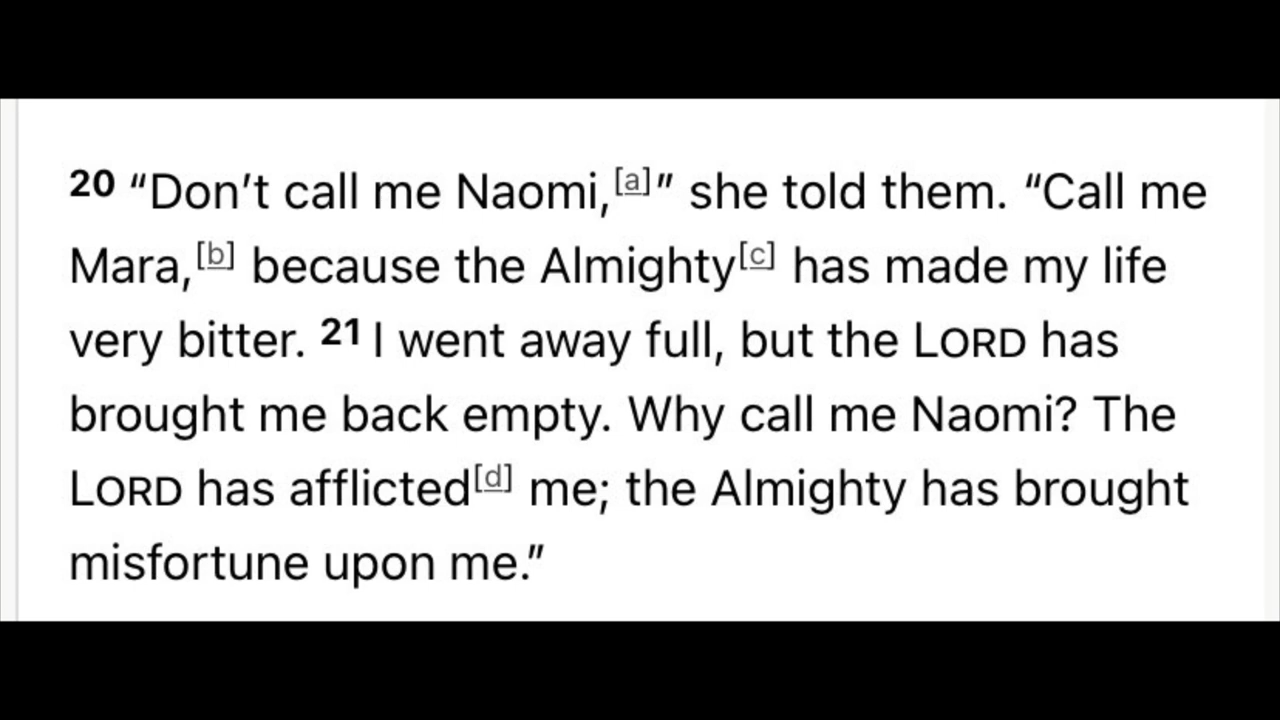 20 “Don’t call me Naomi,[a]” she told them. “Call me
Mara,[b] because the Almighty[c] has made my life
very bitter. 21 I went away full, but the LORD has
brought me back empty. Why call me Naomi? The
LORD has afflicted[d] me; the Almighty has brought
misfortune upon me.”